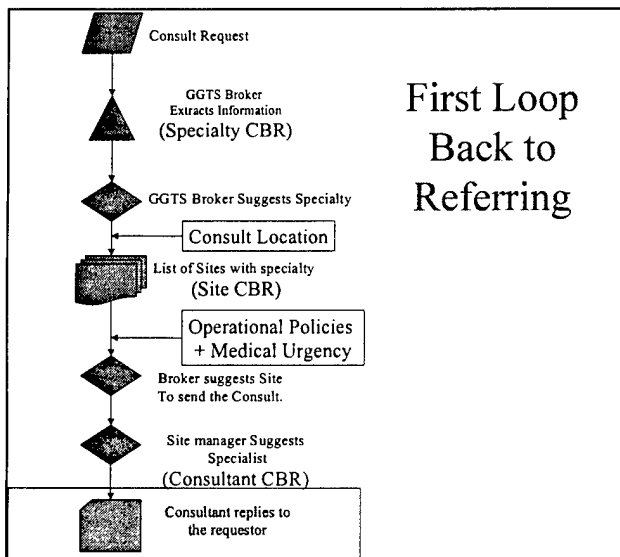 Consult Request
First Loop
Back to
Referring
GGTS Broker
Extracts Information
(Specialty CBR)
GGTS Broker Suggests Specialty
Consult Location
List of Sites with specialty
(Site CBR)
Operational Policies
+ Medical Urgency
Broker suggests Site
To send the Consult.
Site manager Suggests
Specialist
(Consultant CBR)
Consultant replies to
the requestor